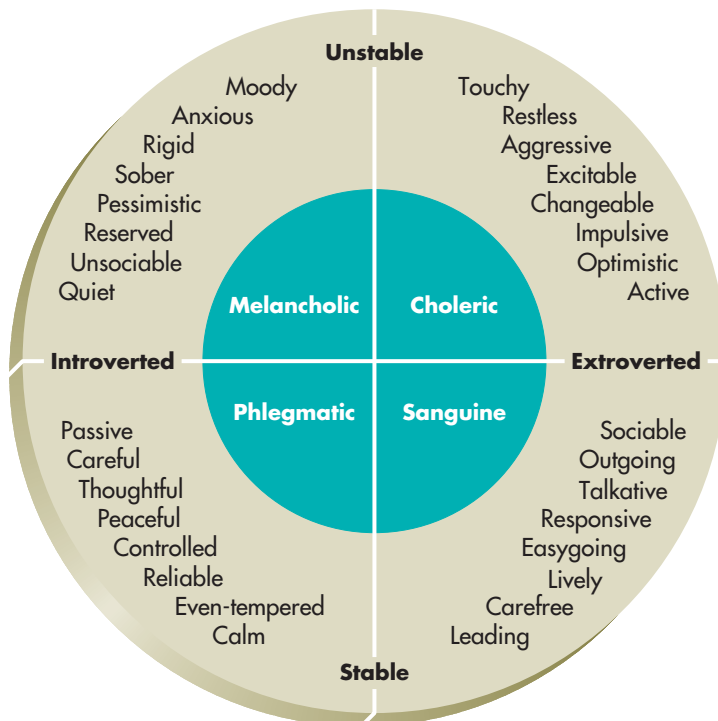 Unstable
Moody
Anxious
Rigid
Sober
Pessimistic
Reserved
Unsociable
Quiet
Touchy
Restless
Aggressive
Excitable
Changeable
Impulsive
Optimistic
Active
Melancholic
Choleric
Introverted
Extroverted
Phlegmatic
Sanguine
Passive
Careful
Thoughtful
Peaceful
Controlled
Reliable
Even-tempered
Calm
Sociable
Outgoing
Talkative
Responsive
Easygoing
Lively
Carefree
Leading
Stable